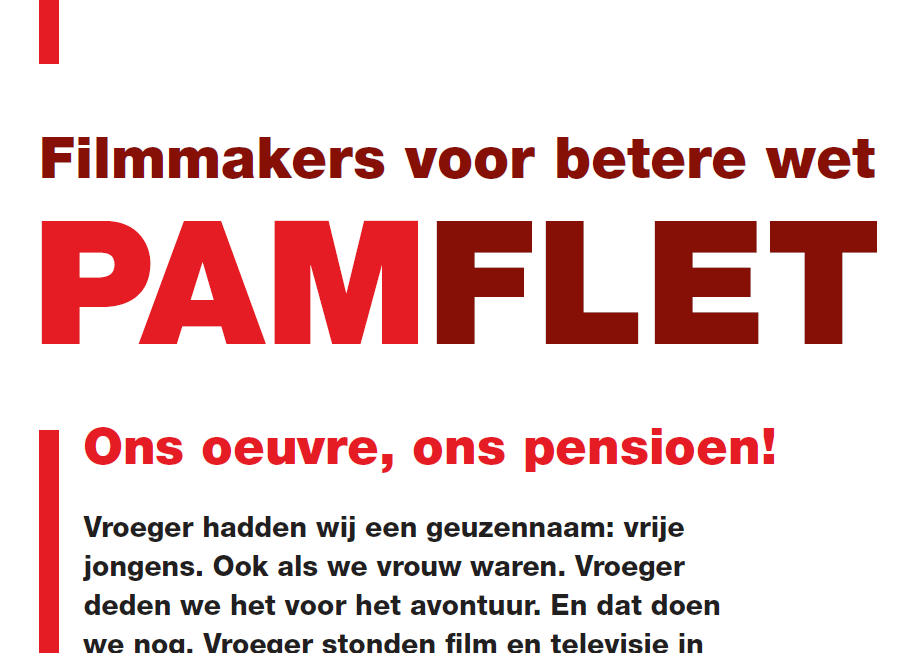 Filmmakers voor betere wet
PAMFLET
Ons oeuvre, ons pensioen!
Vroeger hadden wij een geuzennaam: vrije
jongens. Ook als we vrouw waren. Vroeger
deden we het voor het avontuur. En dat doen
we nog. Vroeger stonden film en televisie in